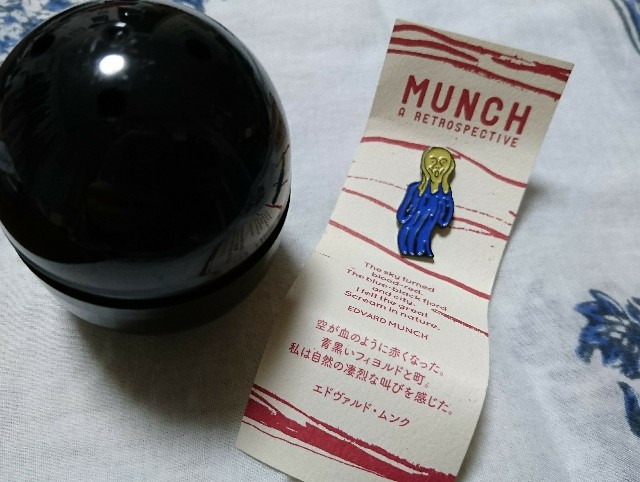 MUNCH
A RETROSPECTIVE
The sky turned
blood-red.
The blue-black fjord
and city.
I felt the great
Scream in nature.
EDVARD MUNCH
空が血のように赤くなった。
青黒いフィヨルドと町。
私は自然の凄烈な叫びを感じた。
エドヴァルド・ムンク